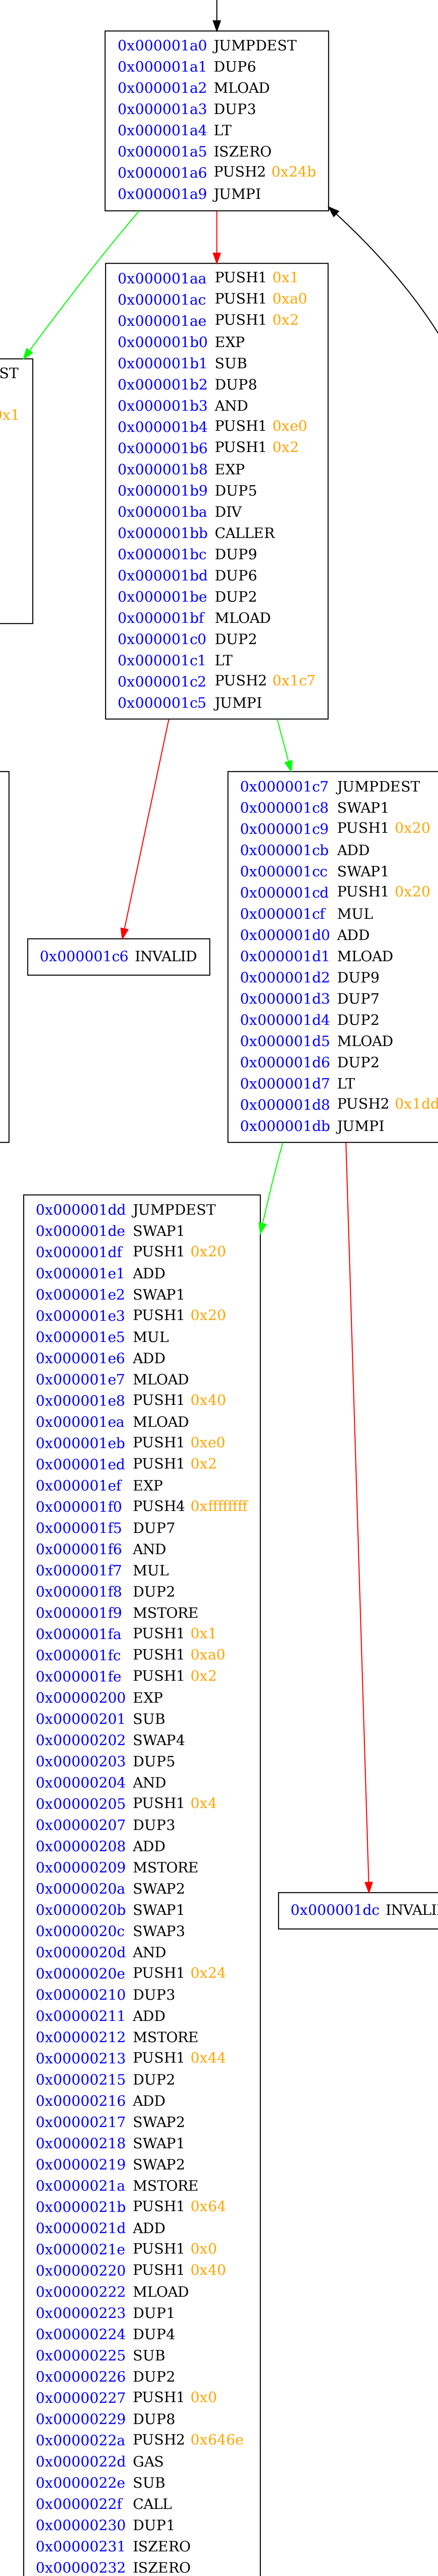 0x000001a0 JUMPDEST
0x000001a1 DUP6
0x000001a2 MLOAD
0x000001a3 DUP3
0x000001a4 LT
0x000001a5 ISZERO
0x000001a6 PUSH2 0x24b
0x000001a9 JUMPI
0x000001aa PUSH1 0x1
0x000001ac PUSH1 0xa0
0x000001ae PUSH1 0x2
0x000001b0 EXP
0x000001b1 SUB
0x000001b2 DUP8
0x000001b3 AND
0x000001b4 PUSH1 0xe0
0x000001b6 PUSH1 0x2
0x000001b8 EXP
0x000001b9 DUP5
0x000001ba DIV
0x000001bb CALLER
0x000001bc DUP9
0x000001bd DUP6
0x000001be DUP2
0x000001bf MLOAD
0x000001c0 DUP2
0x000001c1 LT
0x000001c2 PUSH2 0x1c7
0x000001c5 JUMPI
ST
x1
0x000001c7 JUMPDEST
0x000001c8 SWAP1
0x000001c9 PUSH1 0x20
0x000001cb ADD
0x000001cc SWAP1
0x000001cd PUSH1 0x20
0x000001cf MUL
0x000001d0 ADD
0x000001d1 MLOAD
0x000001d2 DUP9
0x000001d3 DUP7
0x000001d4 DUP2
0x000001d5 MLOAD
0x000001d6 DUP2
0x000001d7 LT
0x000001d8 PUSH2 0x1dd
0x000001db JUMPI
0x000001c6 INVALID
0x000001dd JUMPDEST
0x000001de SWAP1
0x000001df PUSH1 0x20
0x000001e1 ADD
0x000001e2 SWAP1
0x000001e3 PUSH1 0x20
0x000001e5 MUL
0x000001e6 ADD
0x000001e7 MLOAD
0x000001e8 PUSH1 0x40
0x000001ea MLOAD
0x000001eb PUSH1 0xe0
0x000001ed PUSH1 0x2
0x000001ef EXP
0x000001f0 PUSH4 0xffffffff
0x000001f5 DUP7
0x000001f6 AND
0x000001f7 MUL
0x000001f8 DUP2
0x000001f9 MSTORE
0x000001fa PUSH1 0x1
0x000001fc PUSH1 0xa0
0x000001fe PUSH1 0x2
0x00000200 EXP
0x00000201 SUB
0x00000202 SWAP4
0x00000203 DUP5
0x00000204 AND
0x00000205 PUSH1 0x4
0x00000207 DUP3
0x00000208 ADD
0x00000209 MSTORE
0x0000020a SWAP2
0x0000020b SWAP1
0x0000020c SWAP3
0x0000020d AND
0x0000020e PUSH1 0x24
0x00000210 DUP3
0x00000211 ADD
0x00000212 MSTORE
0x00000213 PUSH1 0x44
0x00000215 DUP2
0x00000216 ADD
0x00000217 SWAP2
0x00000218 SWAP1
0x00000219 SWAP2
0x0000021a MSTORE
0x0000021b PUSH1 0x64
0x0000021d ADD
0x0000021e PUSH1 0x0
0x00000220 PUSH1 0x40
0x00000222 MLOAD
0x00000223 DUP1
0x00000224 DUP4
0x00000225 SUB
0x00000226 DUP2
0x00000227 PUSH1 0x0
0x00000229 DUP8
0x0000022a PUSH2 0x646e
0x0000022d GAS
0x0000022e SUB
0x0000022f CALL
0x00000230 DUP1
0x00000231 ISZERO
0x00000232 ISZERO
0x000001dc INVALI